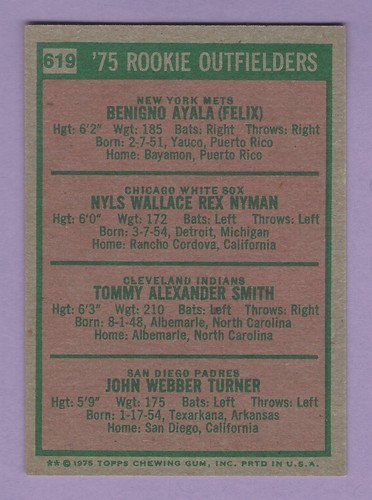 619 '75 ROOKIE OUTFIELDERS
NEW YORK METS
BENIGNO AYALA (FELIX)
Hgt: 6'2" Wgt: 185 Bats: Right Throws: Right
Born: 2-7-51, Yauco, Puerto Rico
Home: Bayamon, Puerto Rico
CHICAGO WHITE SOX
NYLS WALLACE REX NYMAN
Hgt: 6'0" Wgt: 172 Bats: Left Throws: Left
Born: 3-7-54, Detroit, Michigan
Home: Rancho Cordova, California
CLEVELAND INDIANS
TOMMY ALEXANDER SMITH
Hgt: 6'3" Wgt: 210 Bats: Left Throws: Right
Born: 8-1-48, Albemarle, North Carolina
Home: Albemarle, North Carolina
SAN DIEGO PADRES
JOHN WEBBER TURNER
Hgt: 5'9" Wgt: 175 Bats: Left Throws: Left
Born: 1-17-54, Texarkana, Arkansas
Home: San Diego, California
** © 1975 TOPPS CHEWING GUM, INC. PRTD IN U.S.A.